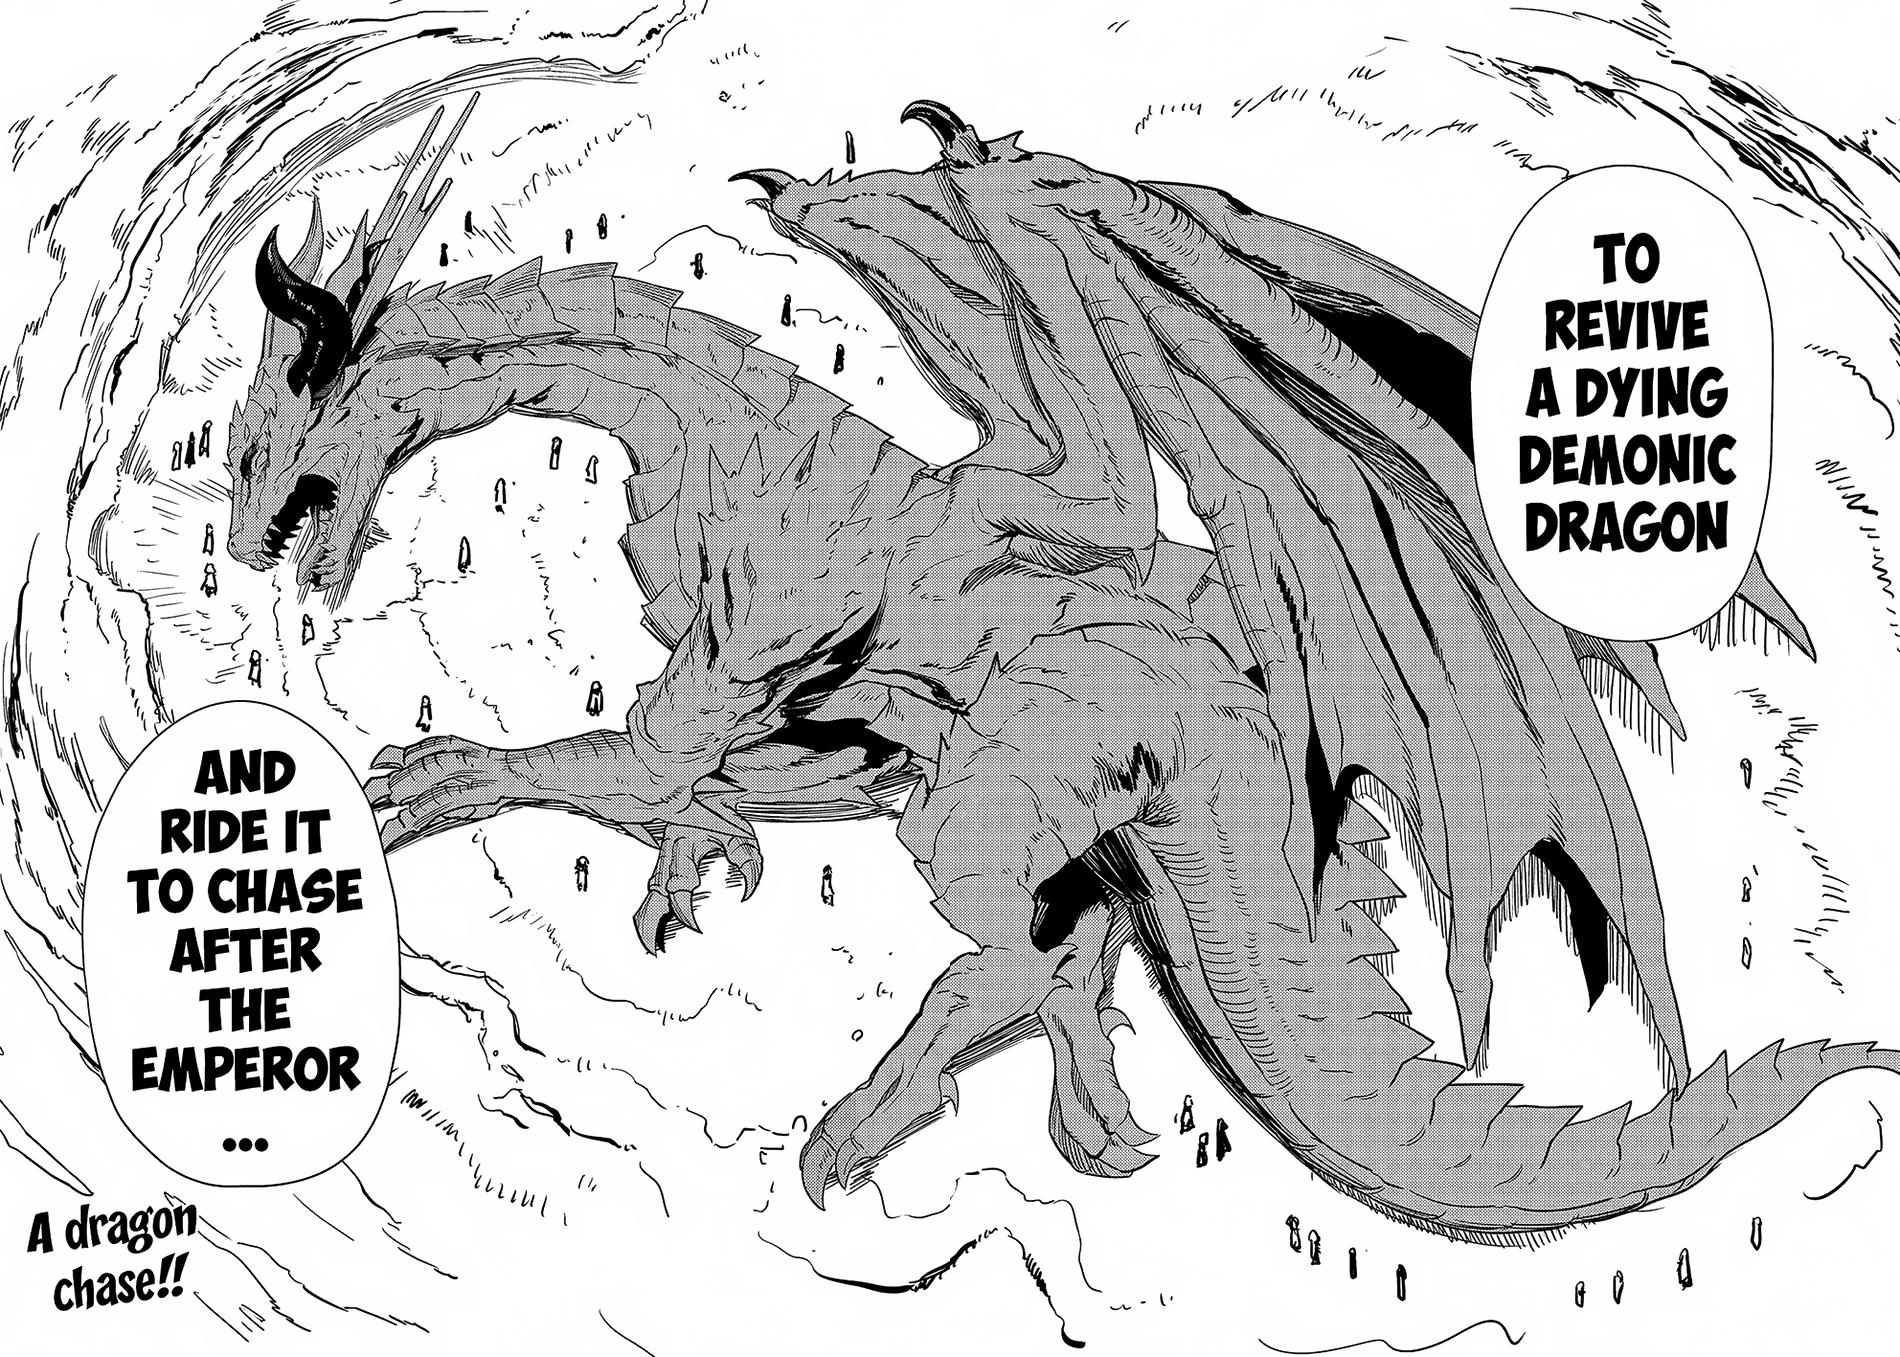 TO
REVIVE
A DYING
DEMONIC
DRAGON
AND
RIDE IT
TO CHASE
AFTER
THE
EMPEROR
...
A dragon
chase!!